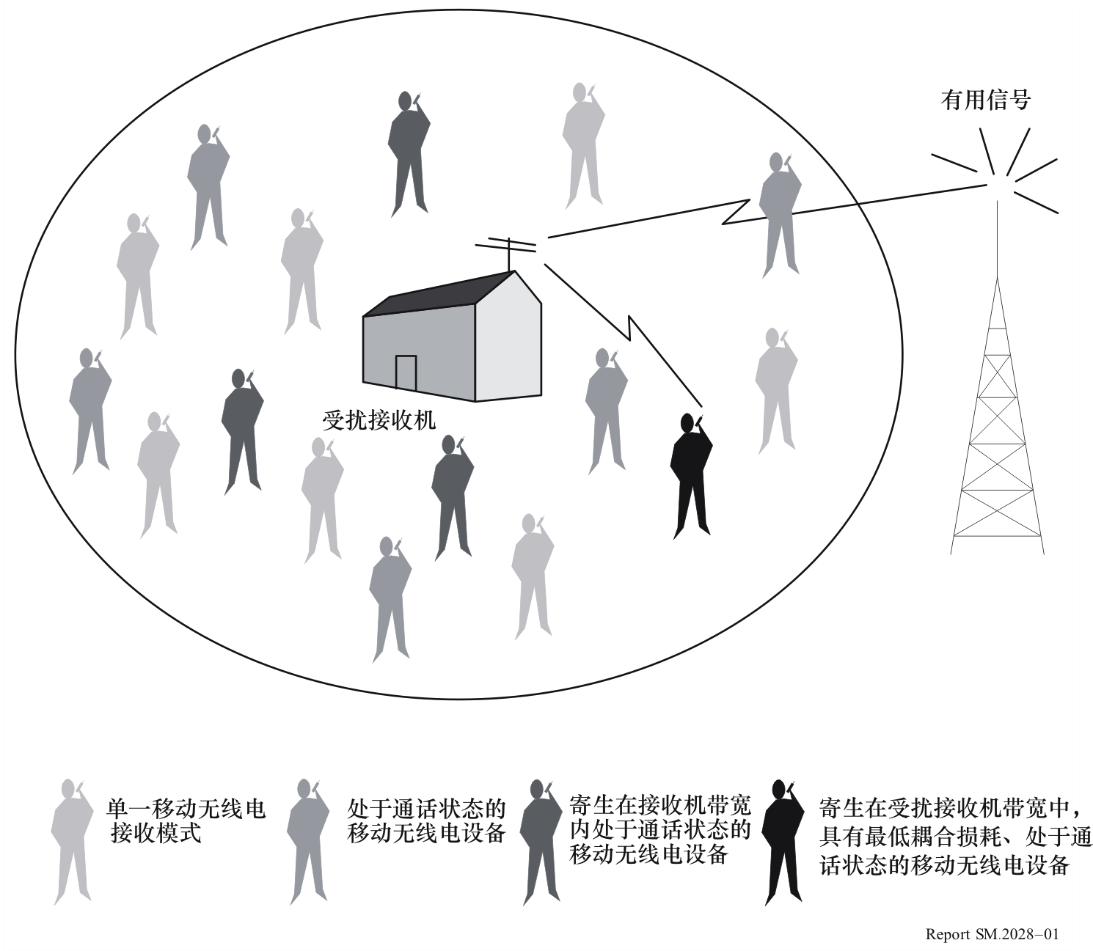 有用信号
受扰接收机
单一移动无线电
接收模式
处于通话状态的
移动无线电设备
寄生在接收机带宽
内处于通话状态的
移动无线电设备
寄生在受扰接收机带宽中，
具有最低耦合损耗、处于通
话状态的移动无线电设备
Report SM.2028–01